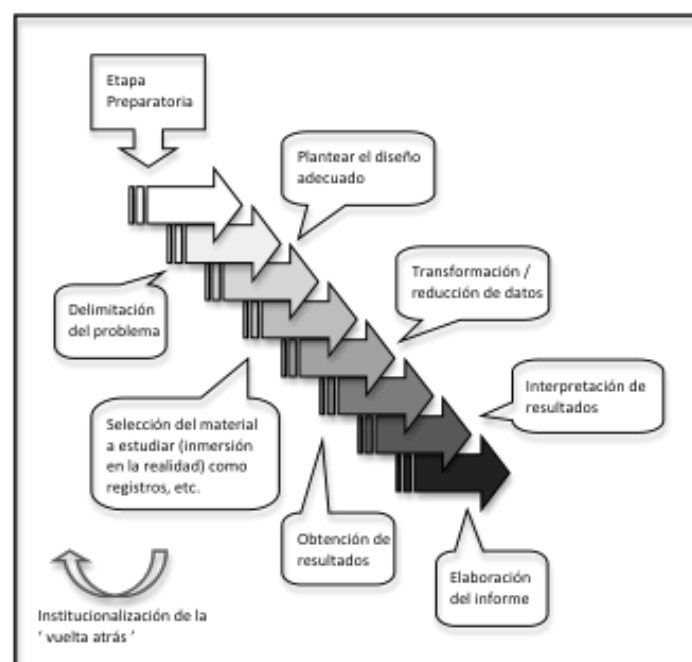 Etapa
Preparatoria
Plantear el diseño
adecuado
Delimitación
del problema
Transformación /
reducción de datos
Selección del material
a estudiar (inmersión
en la realidad) como
registros, etc.
Interpretación de
resultados
Obtención de
resultados
Elaboración
del informe
Institucionalización de la
‘ vuelta atrás ’